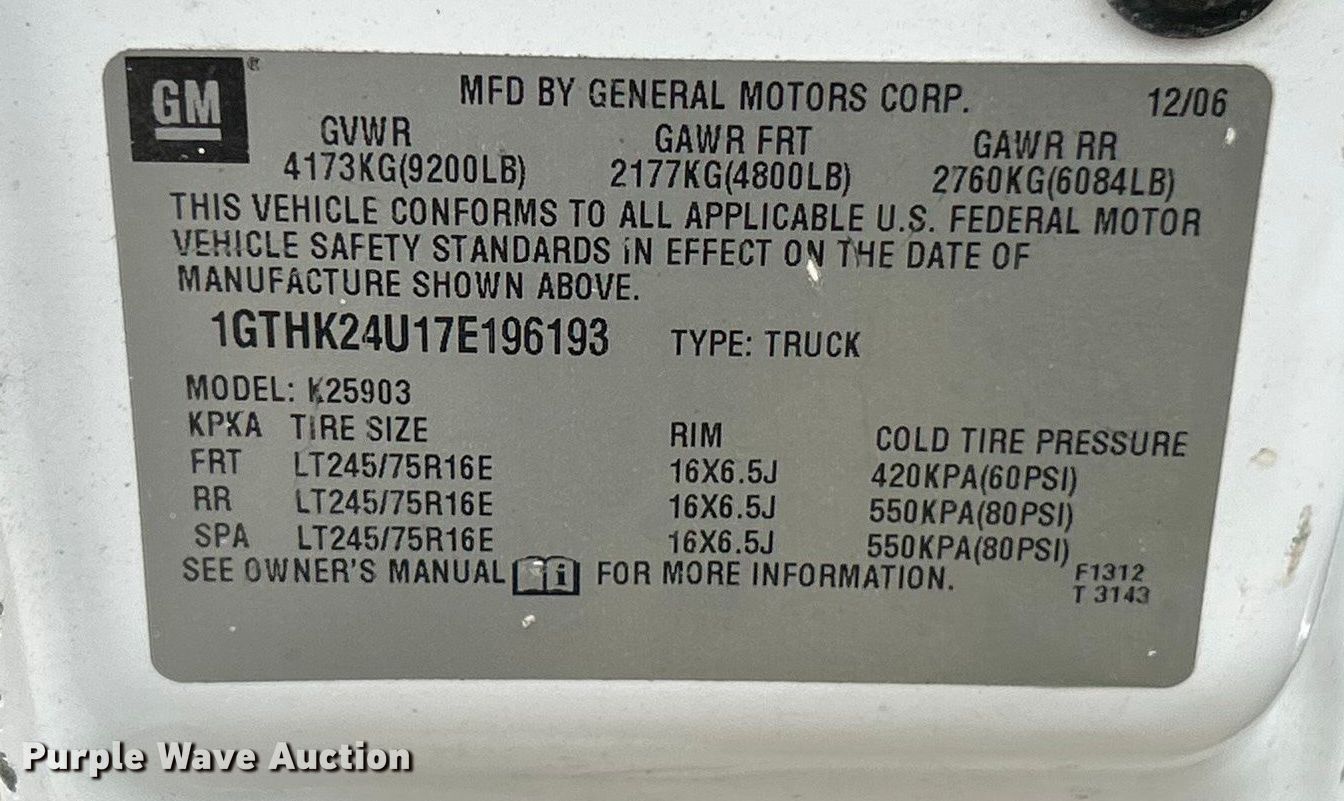 GM
MFD BY GENERAL MOTORS CORP. 12/06
GVWR GAWR FRT GAWR RR
4173KG(9200LB) 2177KG(4800LB) 2760KG(6084LB)
THIS VEHICLE CONFORMS TO ALL APPLICABLE U.S. FEDERAL MOTOR
VEHICLE SAFETY STANDARDS IN EFFECT ON THE DATE OF
MANUFACTURE SHOWN ABOVE.
1GTHK24U17E196193 TYPE: TRUCK
MODEL: K25903
KPXA TIRE SIZE RIM COLD TIRE PRESSURE
FRT LT245/75R16E 16X6.5J 420KPA(60PSI)
RR LT245/75R16E 16X6.5J 550KPA(80PSI)
SPA LT245/75R16E 16X6.5J 550KPA(80PSI)
SEE OWNER'S MANUAL i FOR MORE INFORMATION. F1312
T 3143
Purple Wave Auction